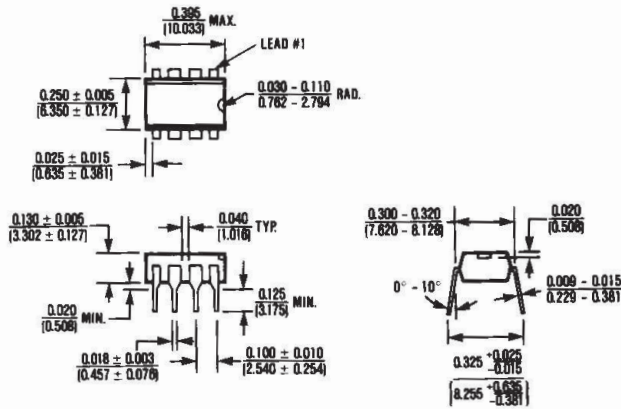 0.395
(10.033) MAX.
LEAD #1
0.250 ± 0.005
(6.350 ± 0.127)
0.030 - 0.110
0.762 - 2.794 RAD.
0.025 ± 0.015
(0.635 ± 0.381)
0.130 ± 0.005
(3.302 ± 0.127)
0.040
(1.016) TYP.
0.020
(0.508) MIN.
0.125
(3.175) MIN.
0.018 ± 0.003
(0.457 ± 0.076)
0.100 ± 0.010
(2.540 ± 0.254)
0.300 - 0.320
(7.620 - 8.128)
0.020
(0.508)
0° - 10°
0.009 - 0.015
0.229 - 0.381
0.325 +0.025
-0.015
(8.255 +0.635
-0.381)